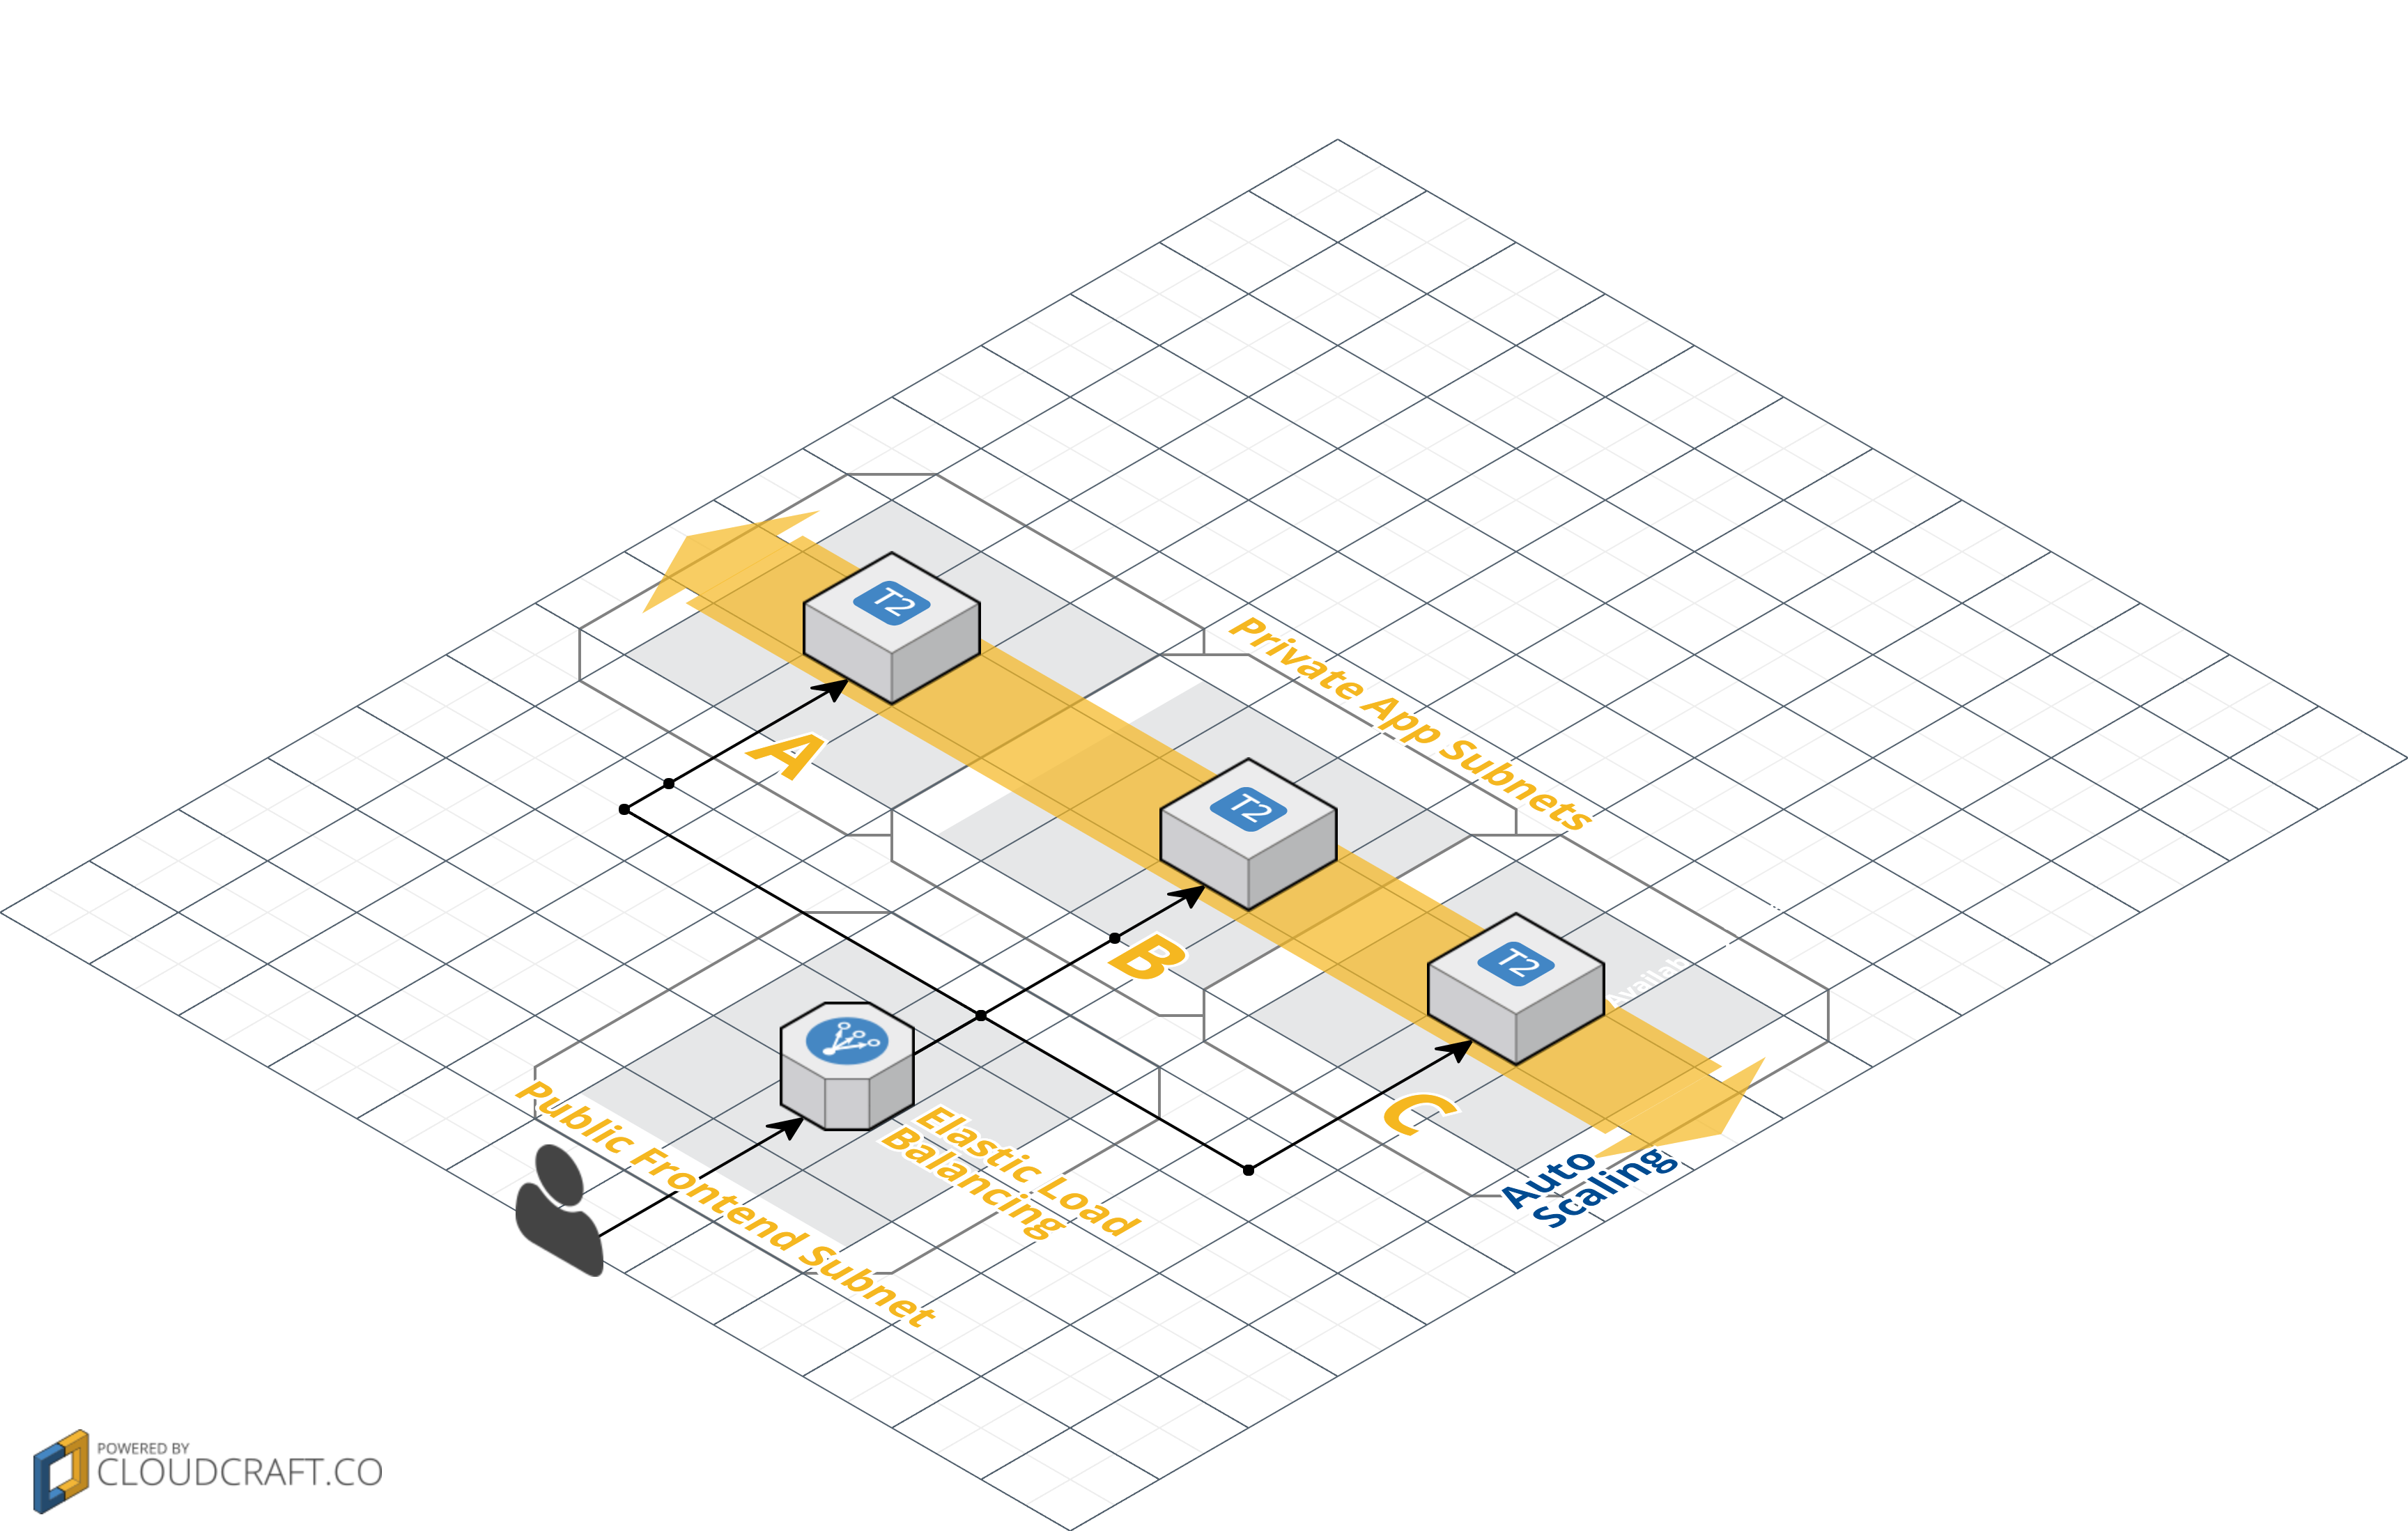 T2
Private App Subnets
A
T2
B
T2
C
Public Frontend Subnet
Elastic Load
Balancing
Auto
Scaling
POWERED BY
CLOUDCRAFT.CO